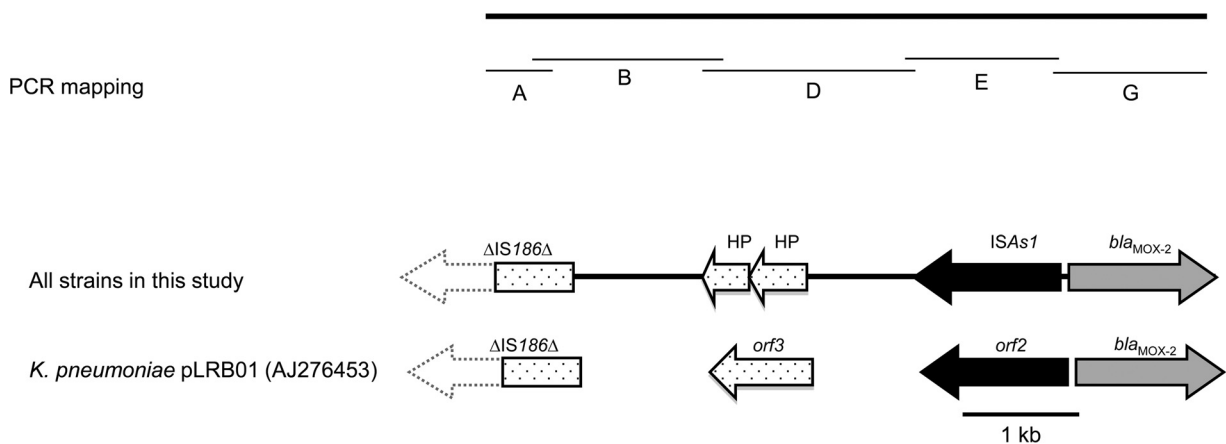 PCR mapping
A
B
D
E
G
ΔIS186Δ
HP
HP
ISAs1
blaMOX-2
All strains in this study
ΔIS186Δ
orf3
orf2
blaMOX-2
K. pneumoniae pLRB01 (AJ276453)
1 kb